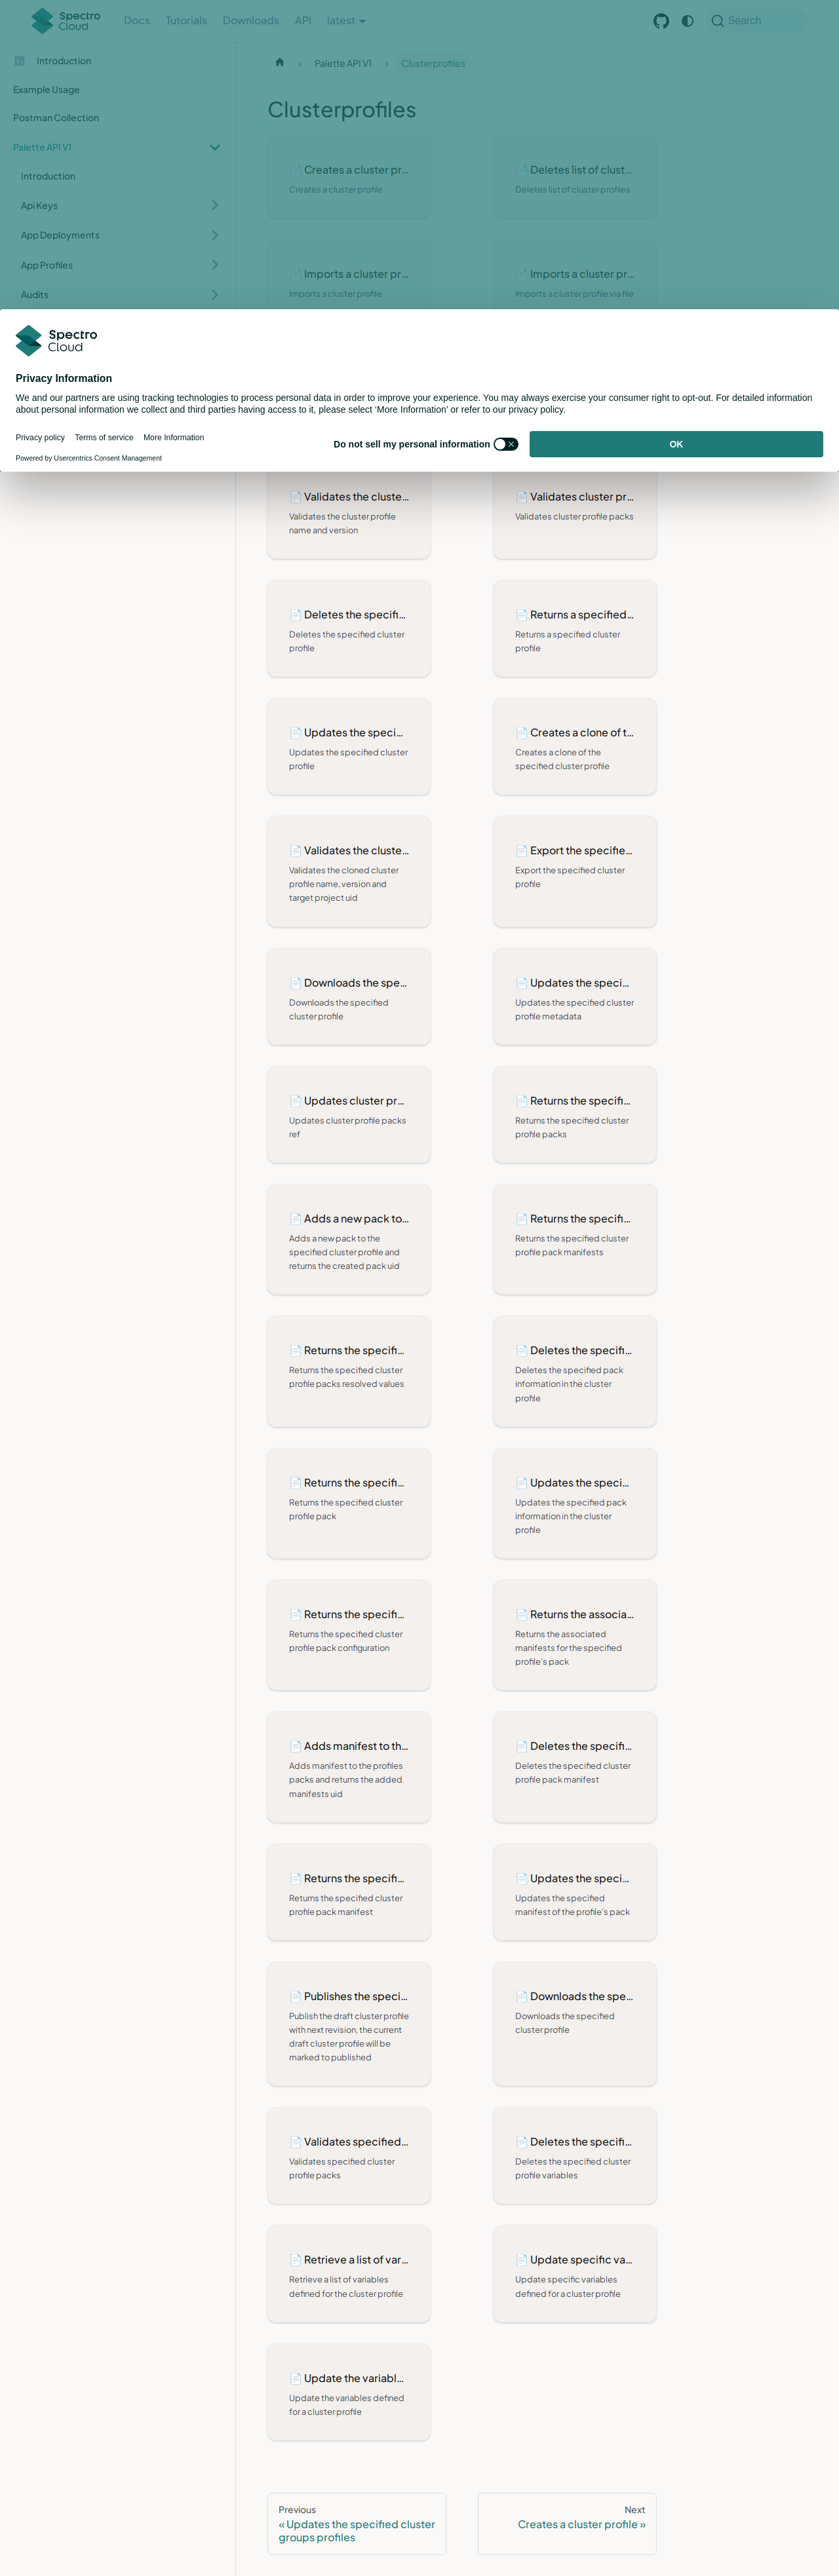 Spectro Cloud
Docs
Tutorials
Downloads
API
latest
Search
Introduction
Example Usage
Postman Collection
Palette API V1
Introduction
Api Keys
App Deployments
App Profiles
Audits
Palette API V1
Clusterprofiles
Clusterprofiles
Creates a cluster pr...
Creates a cluster profile
Deletes list of clust...
Deletes list of cluster profiles
Imports a cluster pr...
Imports a cluster profile
Imports a cluster pr...
Imports a cluster profile via file
Spectro
Cloud
Privacy Information
We and our partners are using tracking technologies to process personal data in order to improve your experience. You may always exercise your consumer right to opt-out. For detailed information
about personal information we collect and third parties having access to it, please select ‘More Information’ or refer to our privacy policy.
Privacy policy
Terms of service
More Information
Powered by Usercentrics Consent Management
Do not sell my personal information
OK
Validates the cluste...
Validates the cluster profile
name and version
Validates cluster pr...
Validates cluster profile packs
Deletes the specifi...
Deletes the specified cluster
profile
Returns a specified...
Returns a specified cluster
profile
Updates the speci...
Updates the specified cluster
profile
Creates a clone of t...
Creates a clone of the
specified cluster profile
Validates the cluste...
Validates the cloned cluster
profile name, version and
target project uid
Export the specifie...
Export the specified cluster
profile
Downloads the spe...
Downloads the specified
cluster profile
Updates the speci...
Updates the specified cluster
profile metadata
Updates cluster pr...
Updates cluster profile packs
ref
Returns the specifi...
Returns the specified cluster
profile packs
Adds a new pack to...
Adds a new pack to the
specified cluster profile and
returns the created pack uid
Returns the specifi...
Returns the specified cluster
profile pack manifests
Returns the specifi...
Returns the specified cluster
profile packs resolved values
Deletes the specifi...
Deletes the specified pack
information in the cluster
profile
Returns the specifi...
Returns the specified cluster
profile pack
Updates the speci...
Updates the specified pack
information in the cluster
profile
Returns the specifi...
Returns the specified cluster
profile pack configuration
Returns the associa...
Returns the associated
manifests for the specified
profile's pack
Adds manifest to th...
Adds manifest to the profiles
packs and returns the added
manifests uid
Deletes the specifi...
Deletes the specified cluster
profile pack manifest
Returns the specifi...
Returns the specified cluster
profile pack manifest
Updates the speci...
Updates the specified
manifest of the profile's pack
Publishes the speci...
Publish the draft cluster profile
with next revision, the current
draft cluster profile will be
marked to published
Downloads the spe...
Downloads the specified
cluster profile
Validates specified...
Validates specified cluster
profile packs
Deletes the specifi...
Deletes the specified cluster
profile variables
Retrieve a list of var...
Retrieve a list of variables
defined for the cluster profile
Update specific va...
Update specific variables
defined for a cluster profile
Update the variabl...
Update the variables defined
for a cluster profile
Previous
« Updates the specified cluster
groups profiles
Next
Creates a cluster profile »